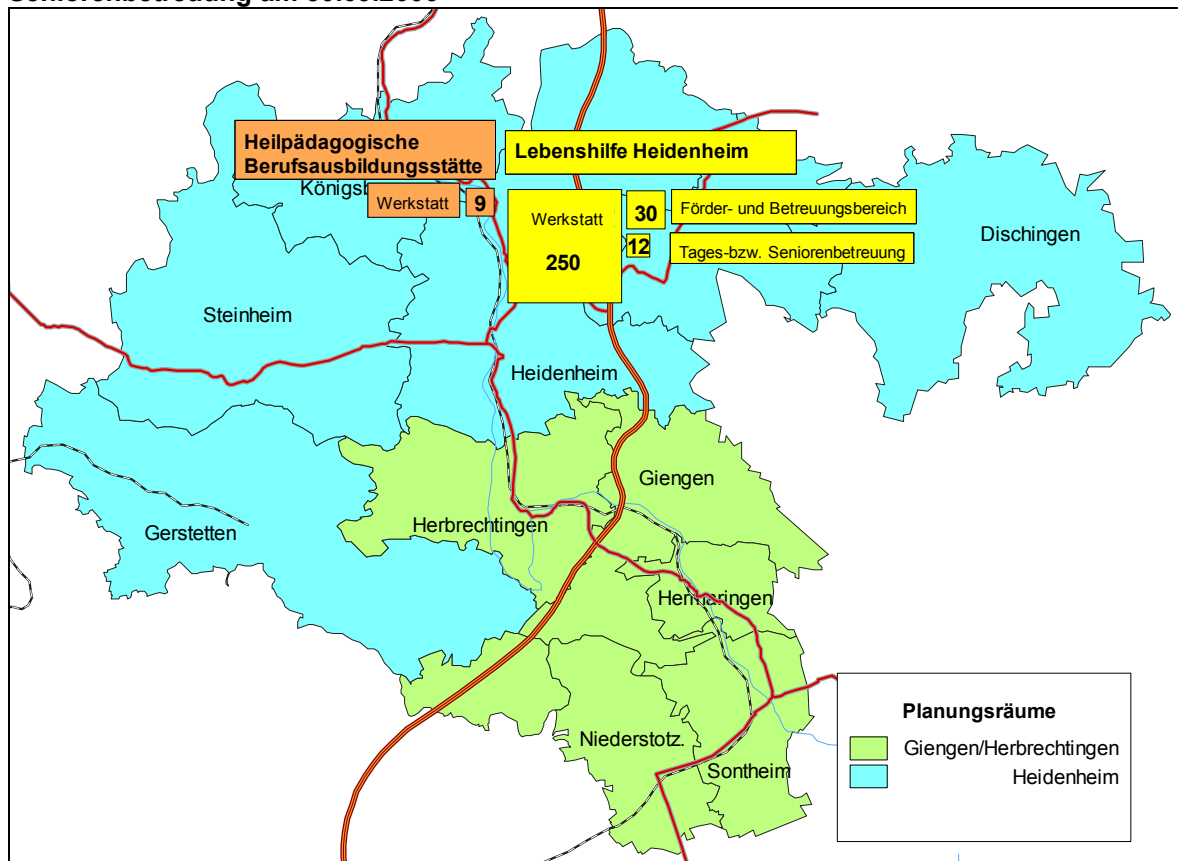 Heilpädagogische
Berufsausbildungsstätte
Lebenshilfe Heidenheim
Werkstatt
9
Werkstatt
250
30
Förder- und Betreuungsbereich
12
Tages-bzw. Seniorenbetreuung
Dischingen
Steinheim
Heidenheim
Giengen
Herbrechtingen
Gerstetten
Hermaringen
Niederstotz.
Sontheim
Planungsräume
Giengen/Herbrechtingen
Heidenheim